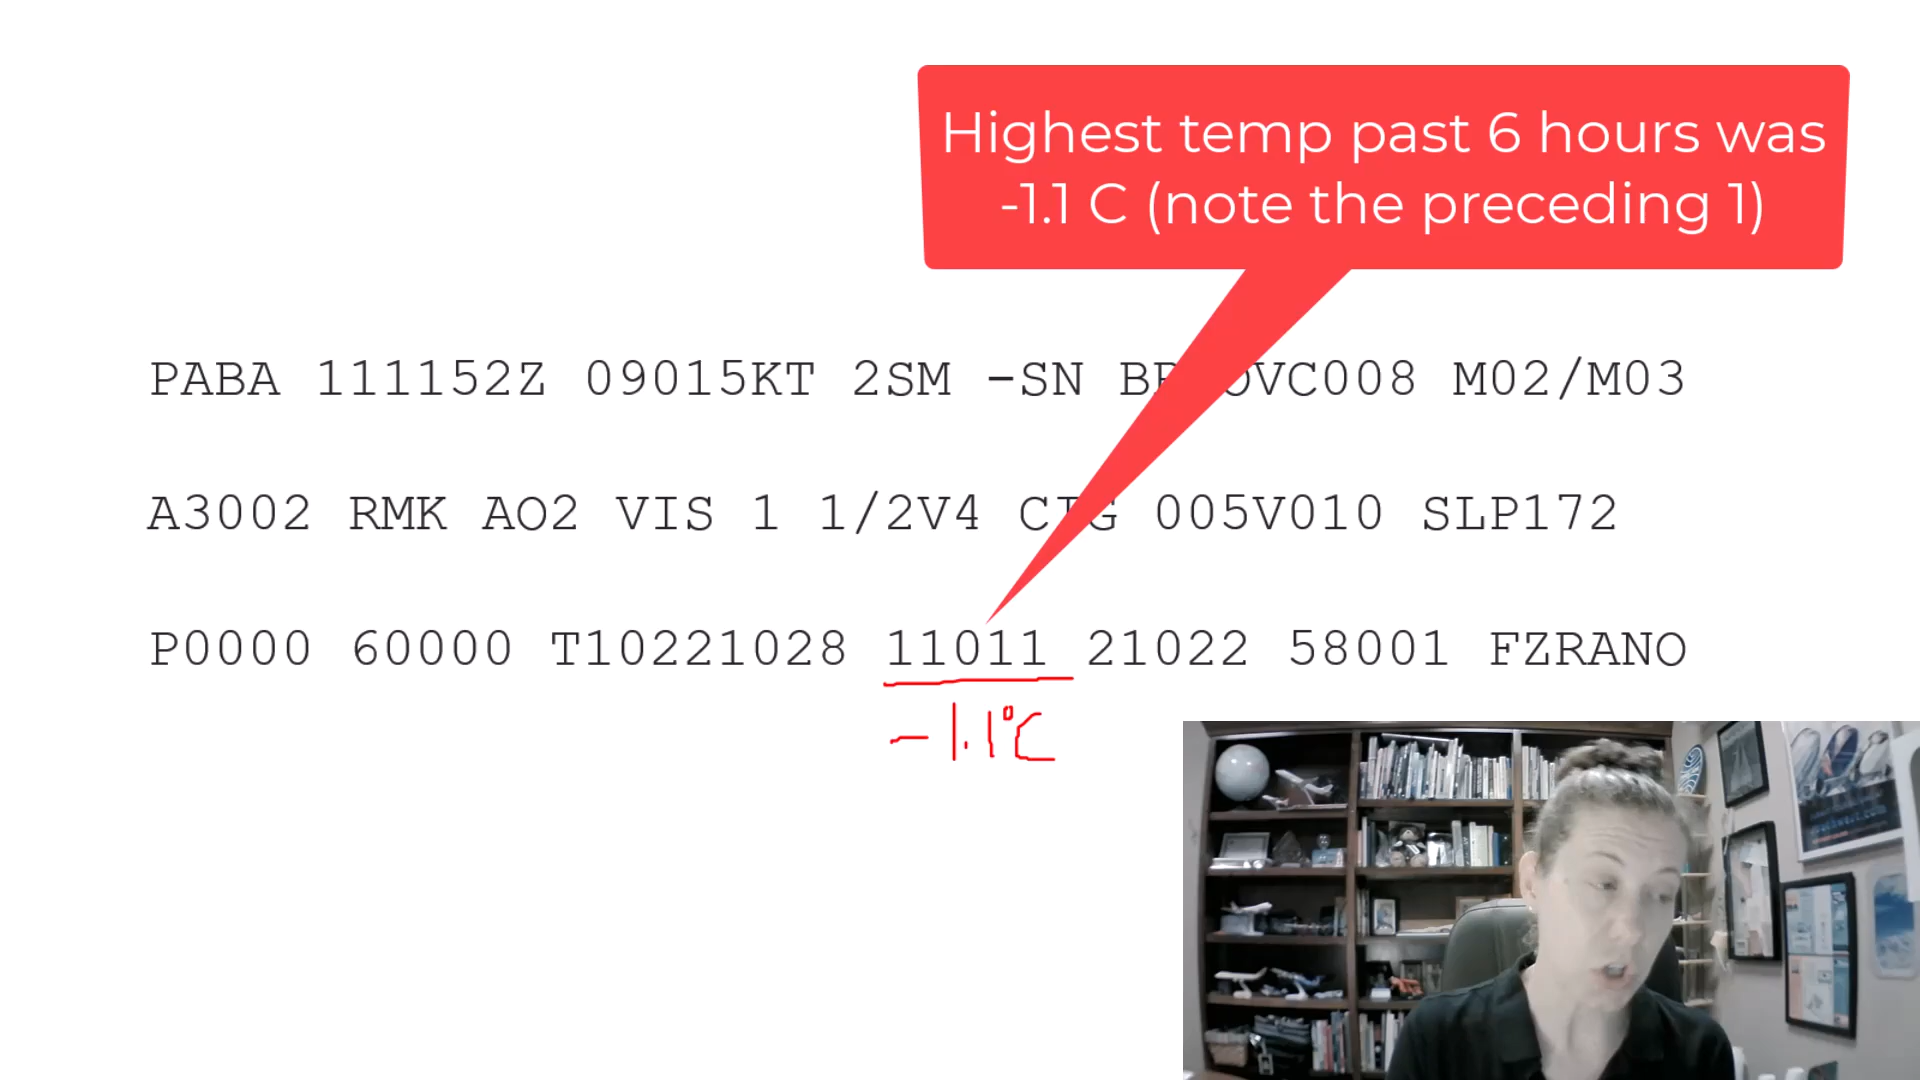 Highest temp past 6 hours was
-1.1 C (note the preceding 1)
PABA 111152Z 09015KT 2SM -SN BR OVC008 M02/M03
A3002 RMK AO2 VIS 1 1/2V4 CIG 005V010 SLP172
P0000 60000 T10221028 11011 21022 58001 FZRANO
-1.1°C